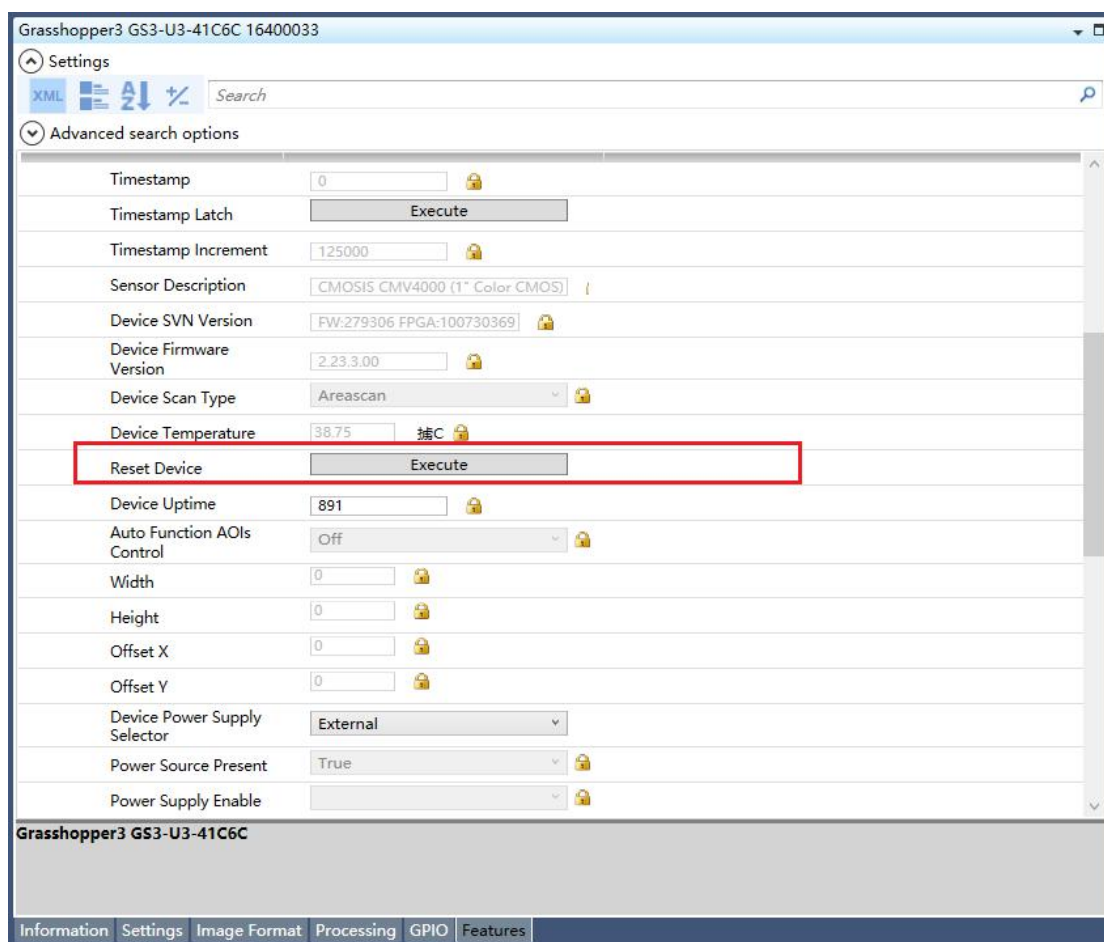 Grasshopper3 GS3-U3-41C6C 16400033
Settings
XML A Z +/- Search
Advanced search options
Timestamp 0
Timestamp Latch Execute
Timestamp Increment 125000
Sensor Description CMOSIS CMV4000 (1" Color CMOS)
Device SVN Version FW:279306 FPGA:100730369
Device Firmware
Version 2.23.3.00
Device Scan Type Areascan
Device Temperature 38.75 C
Reset Device Execute
Device Uptime 891
Auto Function AOIs
Control Off
Width 0
Height 0
Offset X 0
Offset Y 0
Device Power Supply
Selector External
Power Source Present True
Power Supply Enable
Grasshopper3 GS3-U3-41C6C
Information Settings Image Format Processing GPIO Features